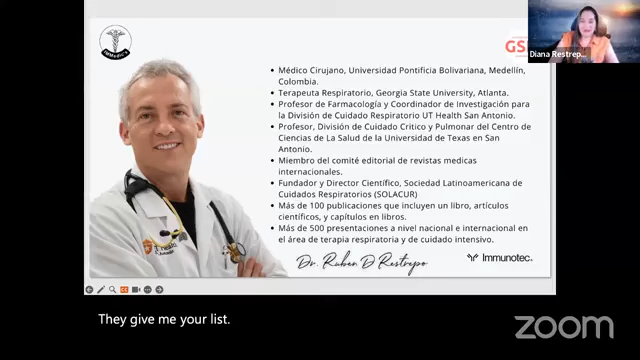 GS
Diana Restrep...
• Médico Cirujano, Universidad Pontificia Bolivariana, Medellín,
Colombia.
• Terapeuta Respiratorio, Georgia State University, Atlanta.
• Profesor de Farmacología y Coordinador de Investigación para
la División de Cuidado Respiratorio UT Health San Antonio.
• Profesor, División de Cuidado Critico y Pulmonar del Centro de
Ciencias de La Salud de la Universidad de Texas en San
Antonio.
• Miembro del comité editorial de revistas medicas
internacionales.
• Fundador y Director Científico, Sociedad Latinoamericana de
Cuidados Respiratorios (SOLACUR)
• Más de 100 publicaciones que incluyen un libro, artículos
científicos, y capítulos en libros.
• Más de 500 presentaciones a nivel nacional e internacional en
el área de terapia respiratoria y de cuidado intensivo.
Dr. Ruben D Restrepo
Immunotec
They give me your list.
zoom